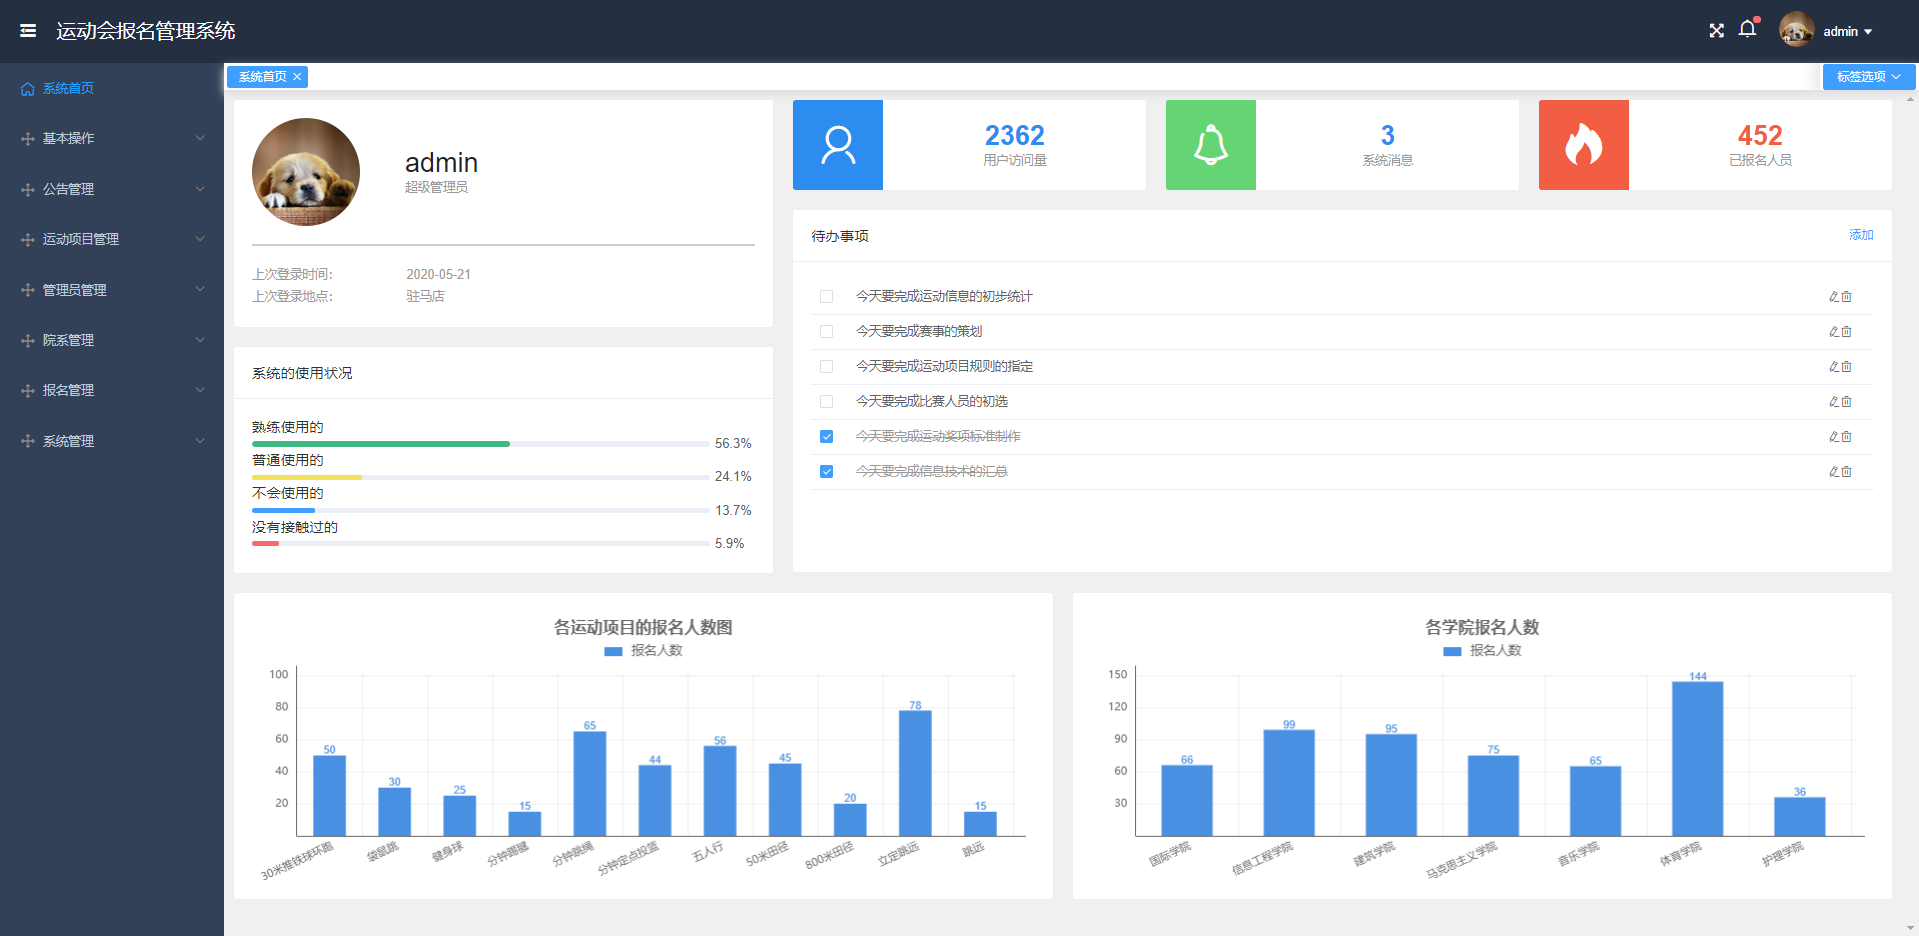 运动会报名管理系统
admin
系统首页
基本操作
公告管理
运动项目管理
管理员管理
院系管理
报名管理
系统管理
系统首页
标签选项
admin
超级管理员
上次登录时间：
2020-05-21
上次登录地点：
驻马店
2362
用户访问量
3
系统消息
452
已报名人员
系统的使用状况
熟练使用的
56.3%
普通使用的
24.1%
不会使用的
13.7%
没有接触过的
5.9%
待办事项
添加
今天要完成运动信息的初步统计
今天要完成赛事的策划
今天要完成运动项目规则的指定
今天要完成比赛人员的初选
今天要完成运动奖项标准制作
今天要完成信息技术的汇总
各运动项目的报名人数图
报名人数
100
80
60
40
20
50
30
25
15
65
44
56
45
20
78
15
30米推铁球环跑
袋鼠跳
健身球
分钟踢毽
分钟跳绳
分钟定点投篮
五人行
50米田径
800米田径
立定跳远
跳远
各学院报名人数
报名人数
150
120
90
60
30
66
99
95
75
65
144
36
国际学院
信息工程学院
建筑学院
马克思主义学院
音乐学院
体育学院
护理学院